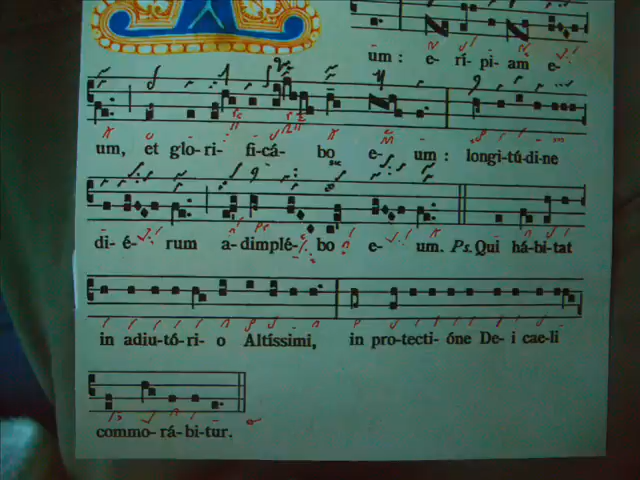 um : e- rí- pi- am e-
um, et glo- ri- fi-cá- bo e- um : longi-tú-di-ne
di-é- rum a-dimplé- bo e- um. Ps. Qui há-bi-tat
in adiu-tó-ri- o Altíssimi, in pro-tecti- óne De- i cae-li
commo- rá- bi-tur.